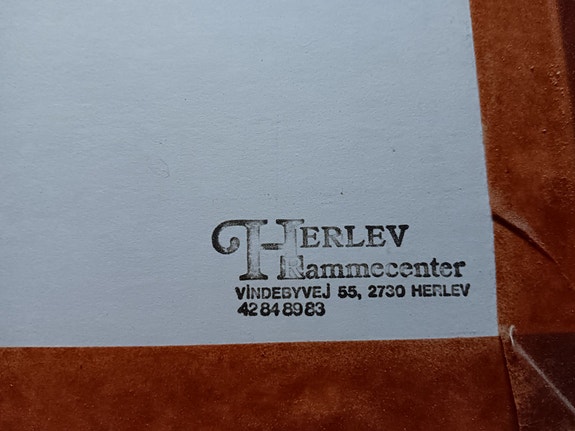 HERLEV
Rammecenter
VINDEBYVEJ 55, 2730 HERLEV
42 84 89 83